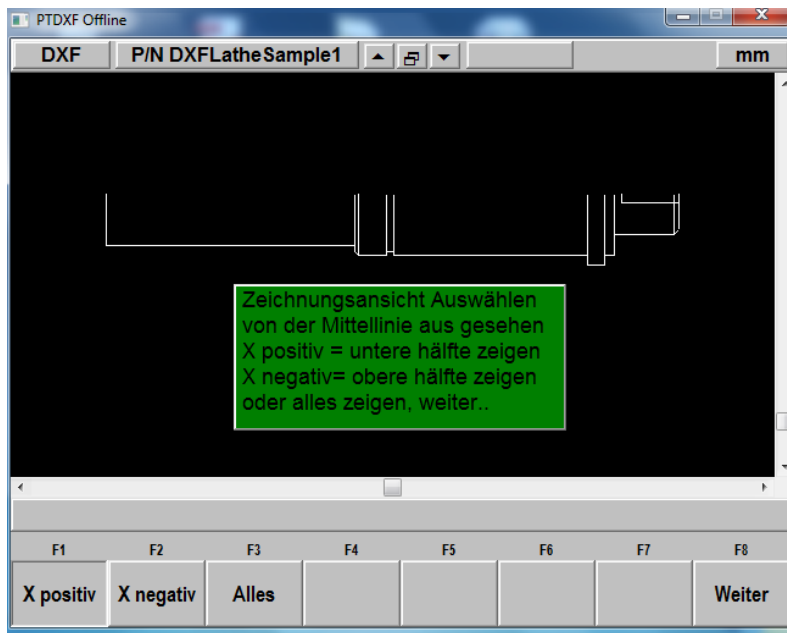 PTDXF Offline
DXF P/N DXFLatheSample1 mm
Zeichnungsansicht Auswählen
von der Mittellinie aus gesehen
X positiv = untere hälfte zeigen
X negativ= obere hälfte zeigen
oder alles zeigen, weiter..
F1 F2 F3 F4 F5 F6 F7 F8
X positiv X negativ Alles Weiter